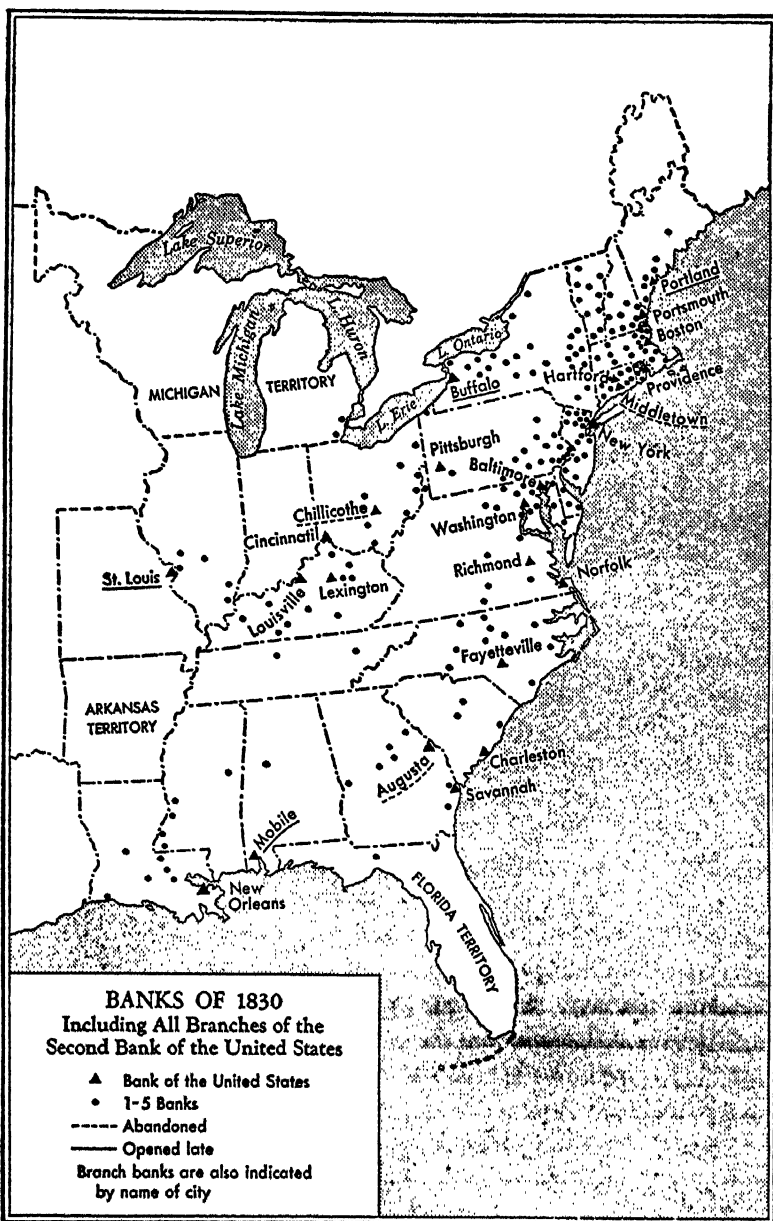 Lake Superior
Lake Michigan
L. Huron
L. Ontario
L. Erie
MICHIGAN
TERRITORY
Portland
Portsmouth
Boston
Hartford
Providence
Middletown
Buffalo
New York
Pittsburgh
Baltimore
Chillicothe
Washington
Cincinnatil
St. Louis
Louisville
Lexington
Richmond
Norfolk
Fayetteville
ARKANSAS
TERRITORY
Augusta
Charleston
Savannah
Mobile
New
Orleans
FLORIDA TERRITORY
BANKS OF 1830
Including All Branches of the
Second Bank of the United States
Bank of the United States
1-5 Banks
Abandoned
Opened late
Branch banks are also indicated
by name of city